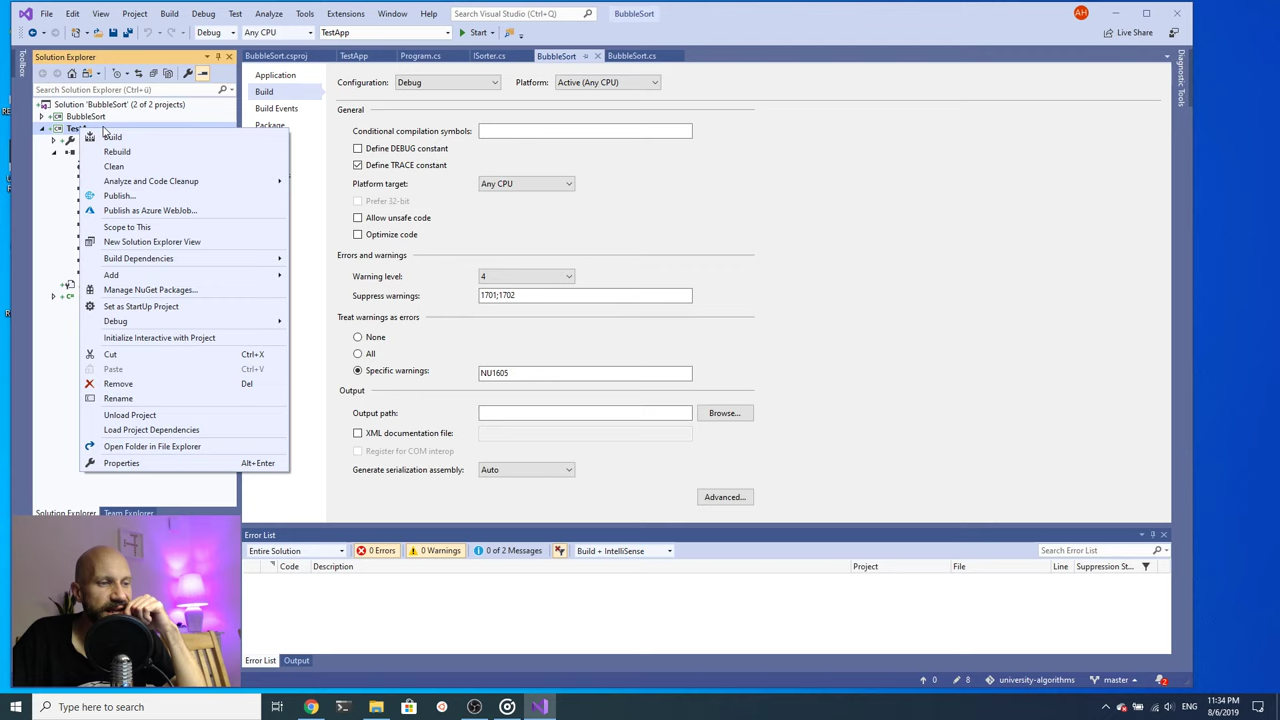 File Edit View Project Build Debug Test Analyze Tools Extensions Window Help Search Visual Studio (Ctrl+Q) BubbleSort AH
Debug Any CPU TestApp Start Live Share
Solution Explorer
Search Solution Explorer (Ctrl+ü)
Solution 'BubbleSort' (2 of 2 projects)
BubbleSort
Build
Rebuild
Clean
Analyze and Code Cleanup
Publish...
Publish as Azure WebJob...
Scope to This
New Solution Explorer View
Build Dependencies
Add
Manage NuGet Packages...
Set as StartUp Project
Debug
Initialize Interactive with Project
Cut Ctrl+X
Paste Ctrl+V
Remove Del
Rename
Unload Project
Load Project Dependencies
Open Folder in File Explorer
Properties Alt+Enter
Solution Explorer Team Explorer
BubbleSort.csproj TestApp Program.cs ISorter.cs BubbleSort BubbleSort.cs
Application
Build
Build Events
Package
Configuration: Debug Platform: Active (Any CPU)
General
Conditional compilation symbols:
Define DEBUG constant
Define TRACE constant
Platform target: Any CPU
Prefer 32-bit
Allow unsafe code
Optimize code
Errors and warnings
Warning level: 4
Suppress warnings: 1701;1702
Treat warnings as errors
None
All
Specific warnings: NU1605
Output
Output path: Browse...
XML documentation file:
Register for COM interop
Generate serialization assembly: Auto
Advanced...
Toolbox
Diagnostic Tools
Error List
Entire Solution 0 Errors 0 Warnings 0 of 2 Messages Build + IntelliSense Search Error List
Code Description Project File Line Suppression St...
Error List Output
0 8 university-algorithms master 2
Type here to search
11:34 PM
8/6/2019